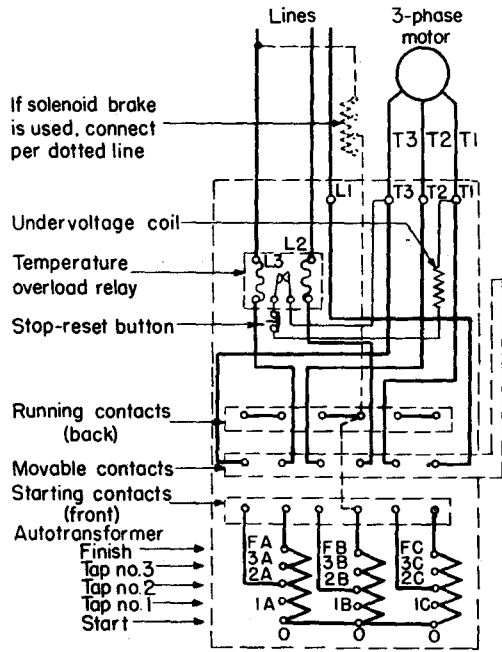 Lines
3-phase
motor
If solenoid brake
is used, connect
per dotted line
T3
T2
T1
L1
T3
T2
T1
Undervoltage coil
L2
L3
Temperature
overload relay
Stop-reset button
Running contacts
(back)
Movable contacts
Starting contacts
(front)
Autotransformer
Finish
Tap no.3
Tap no.2
Tap no.1
Start
FA
3A
2A
1A
O
FB
3B
2B
1B
O
FC
3C
2C
1C
O